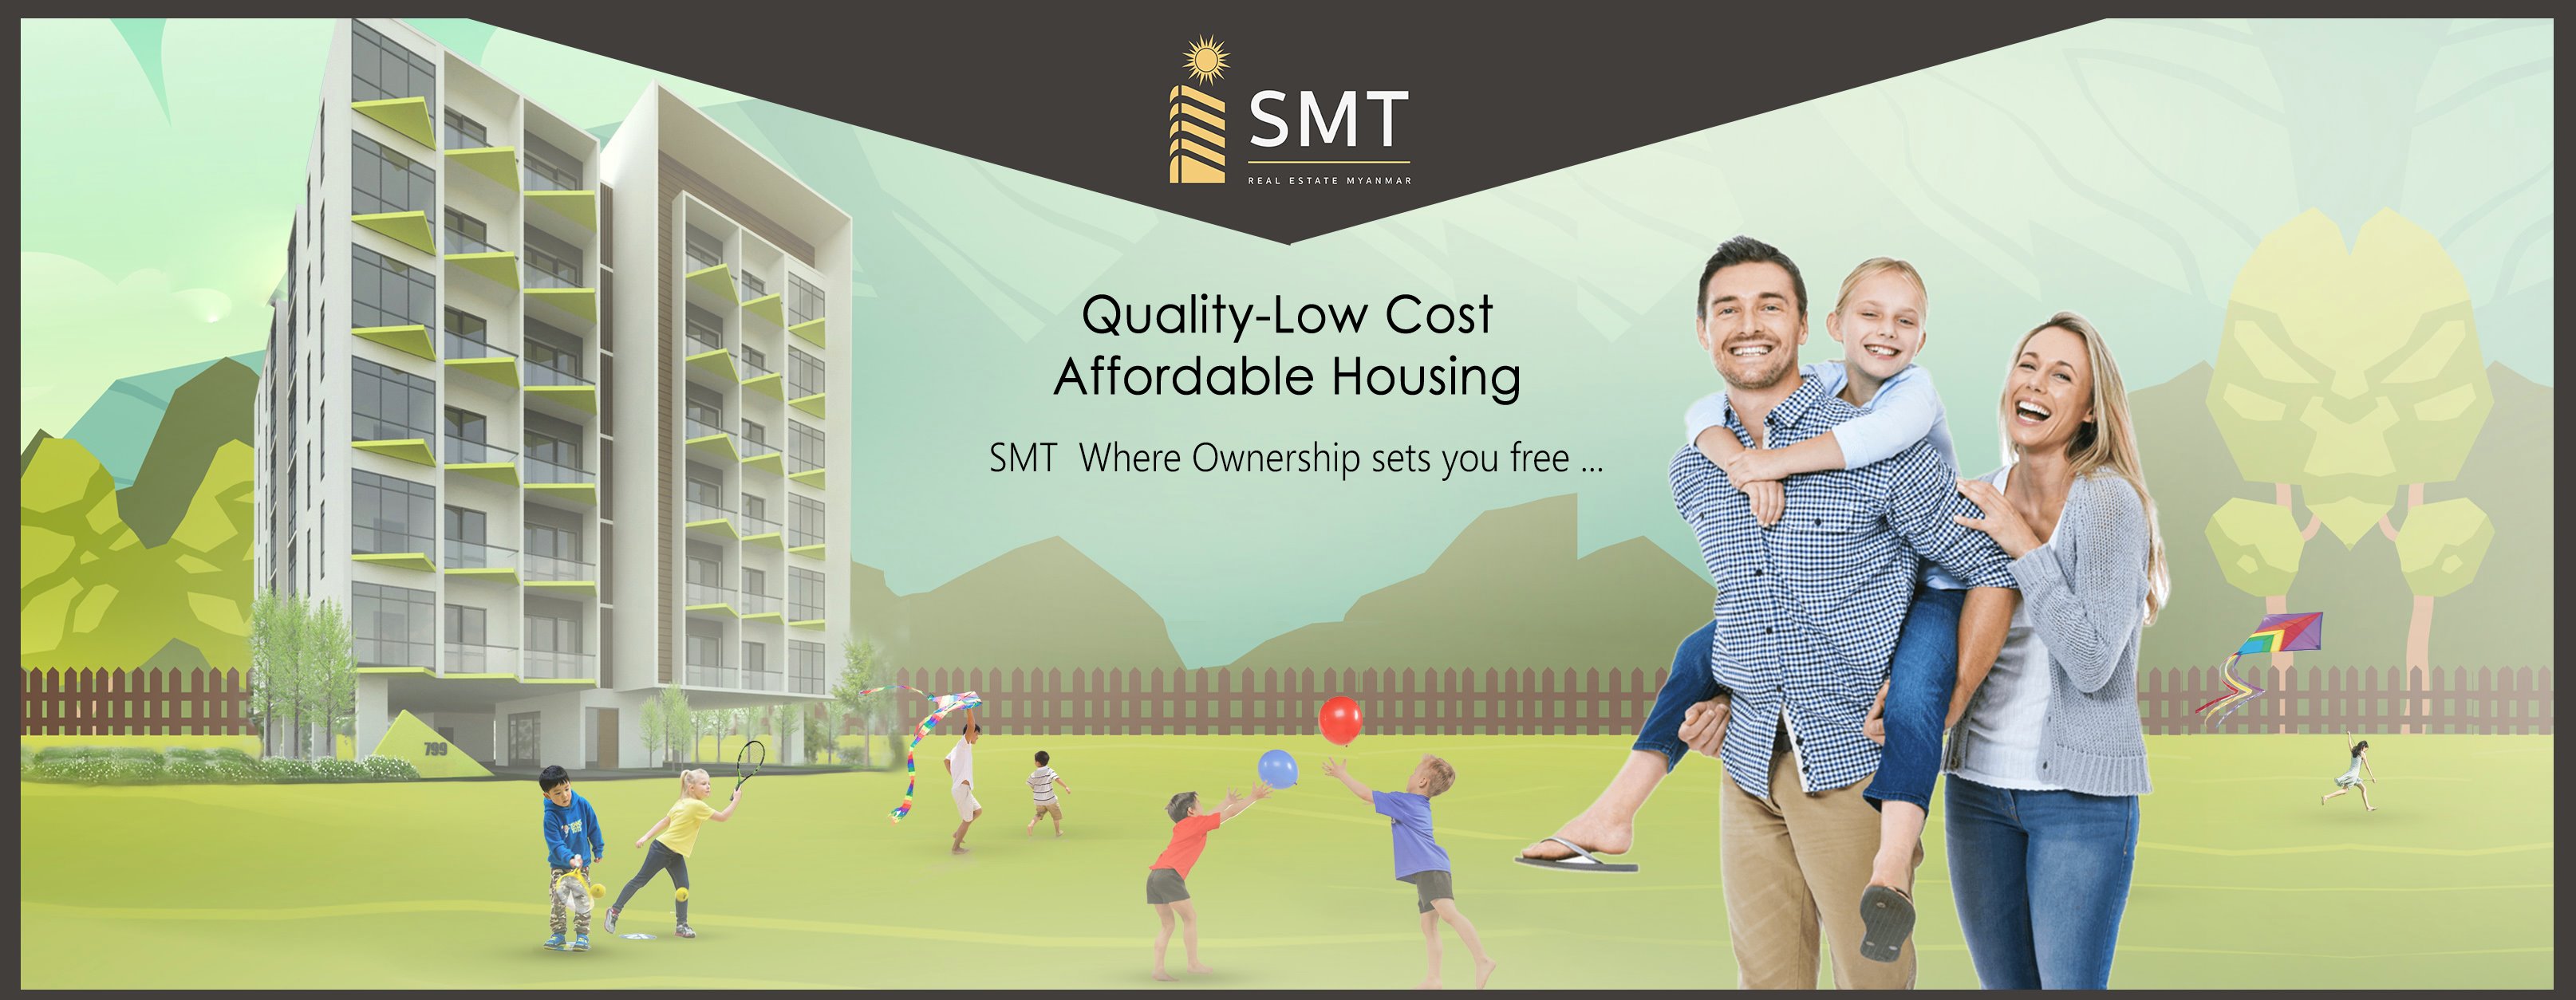 SMT
REAL ESTATE MYANMAR
Quality-Low Cost
Affordable Housing
SMT Where Ownership sets you free ...
799